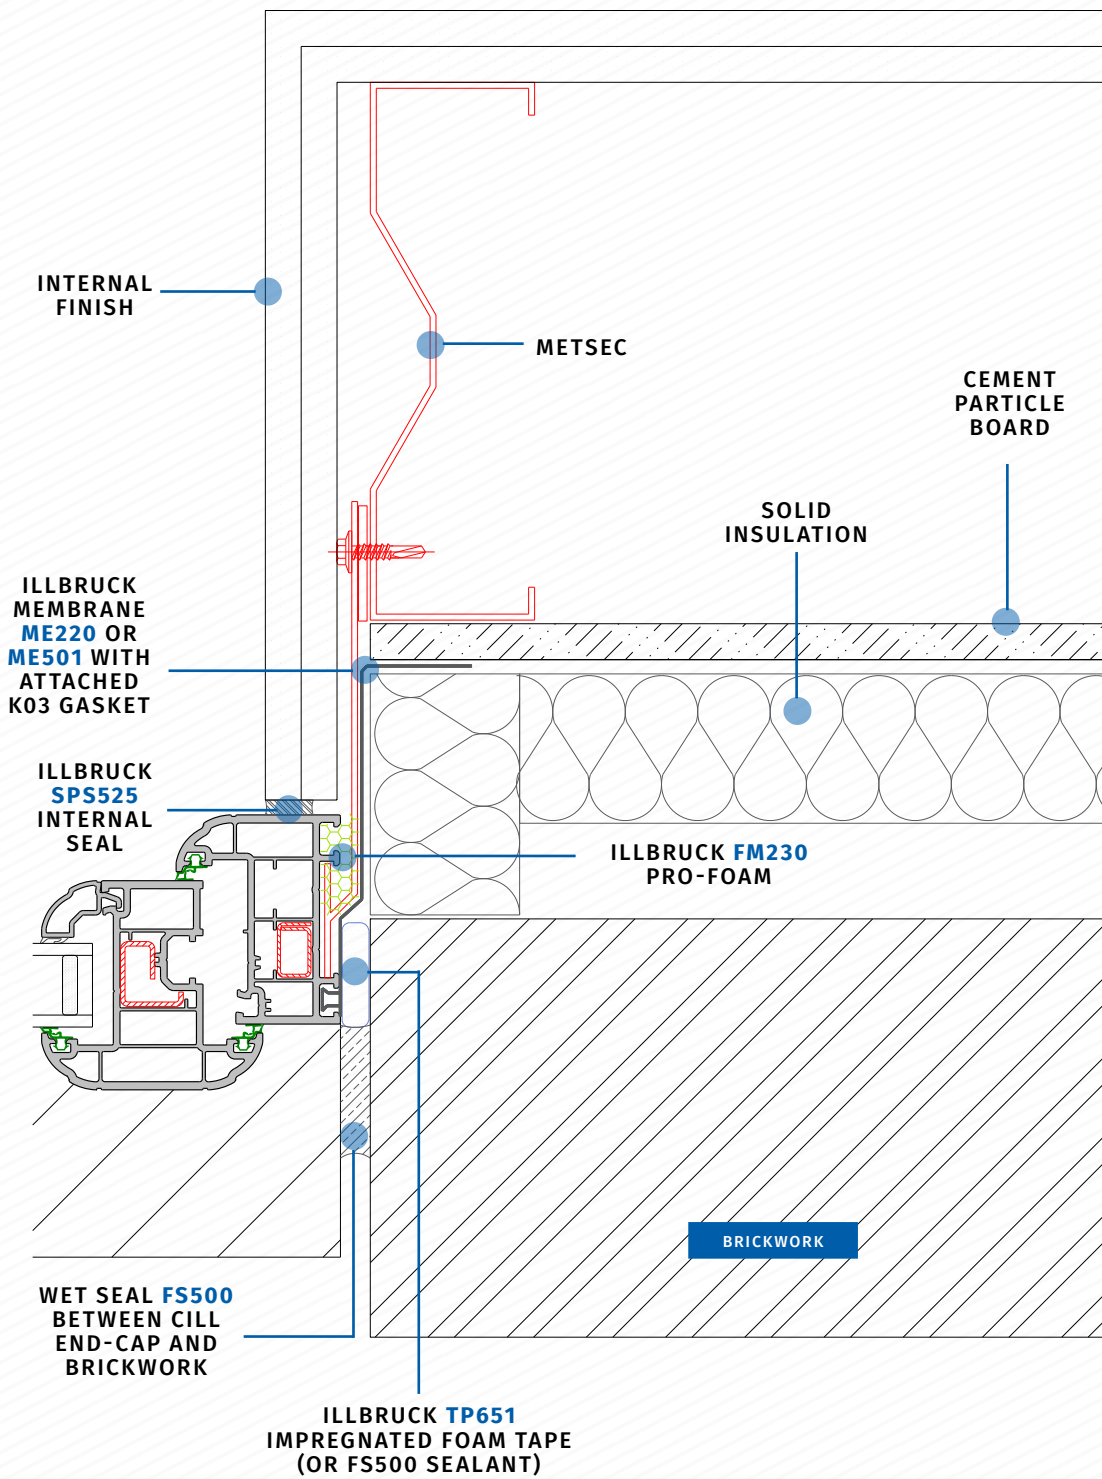 INTERNAL
FINISH
METSEC
CEMENT
PARTICLE
BOARD
SOLID
INSULATION
ILLBRUCK
MEMBRANE
ME220 OR
ME501 WITH
ATTACHED
K03 GASKET
ILLBRUCK
SPS525
INTERNAL
SEAL
ILLBRUCK FM230
PRO-FOAM
BRICKWORK
WET SEAL FS500
BETWEEN CILL
END-CAP AND
BRICKWORK
ILLBRUCK TP651
IMPREGNATED FOAM TAPE
(OR FS500 SEALANT)